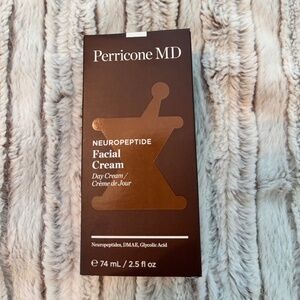 Perricone MD
NEUROPEPTIDE
Facial
Cream
Day Cream /
Crème de Jour
Neuropeptides, DMAE, Glycolic Acid
℮ 74 mL / 2.5 fl oz